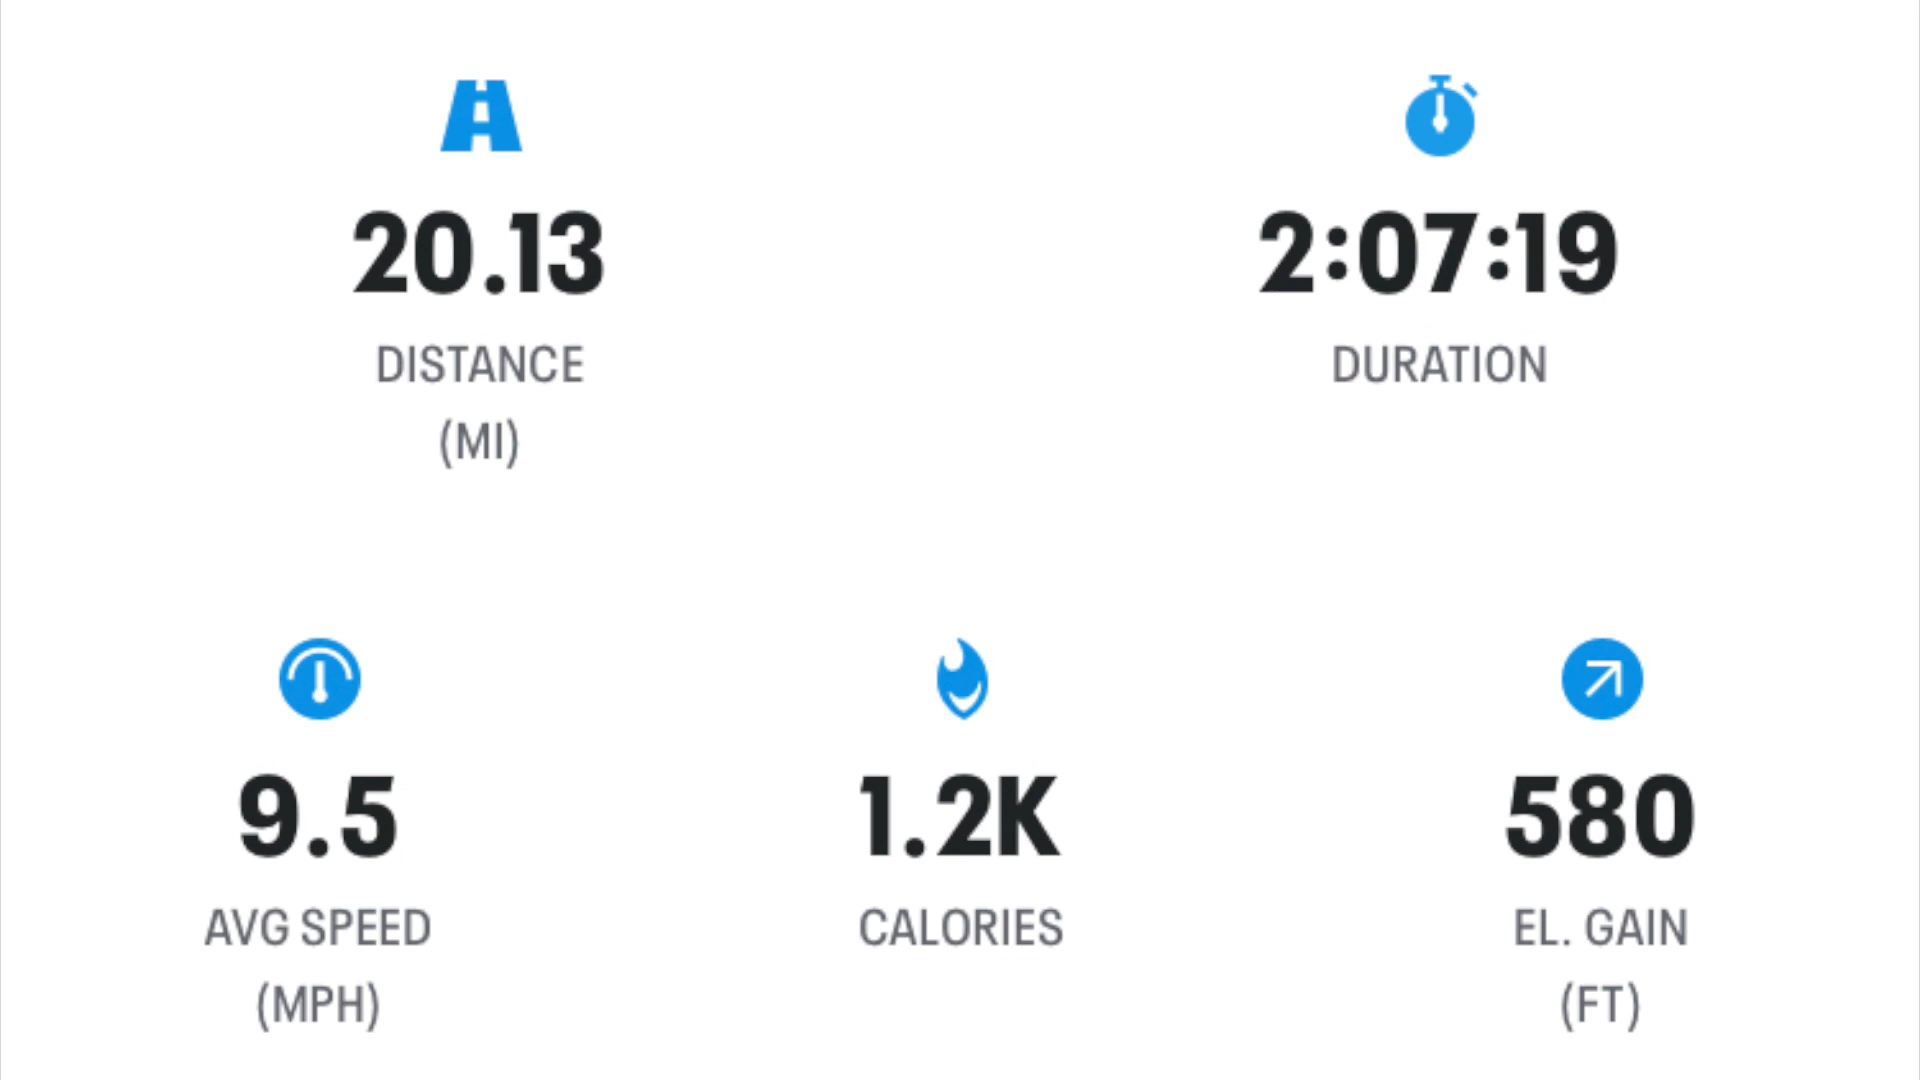 20.13
2:07:19
DISTANCE
DURATION
(MI)
9.5
1.2K
580
AVG SPEED
CALORIES
EL. GAIN
(MPH)
(FT)